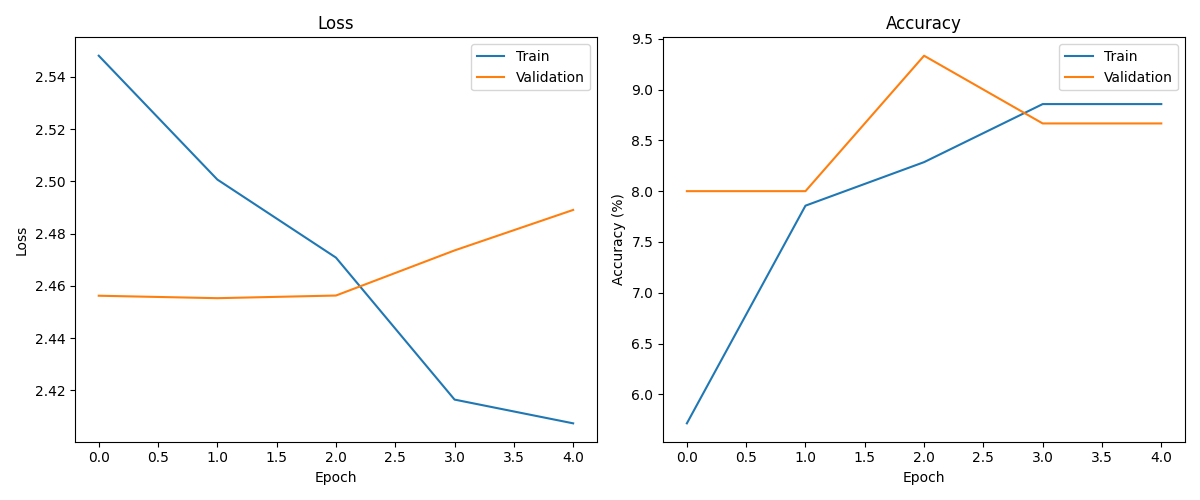 Loss
Train
Validation
2.54
2.52
2.50
2.48
2.46
2.44
2.42
Loss
0.0 0.5 1.0 1.5 2.0 2.5 3.0 3.5 4.0
Epoch
Accuracy
Train
Validation
9.5
9.0
8.5
8.0
7.5
7.0
6.5
6.0
Accuracy (%)
0.0 0.5 1.0 1.5 2.0 2.5 3.0 3.5 4.0
Epoch